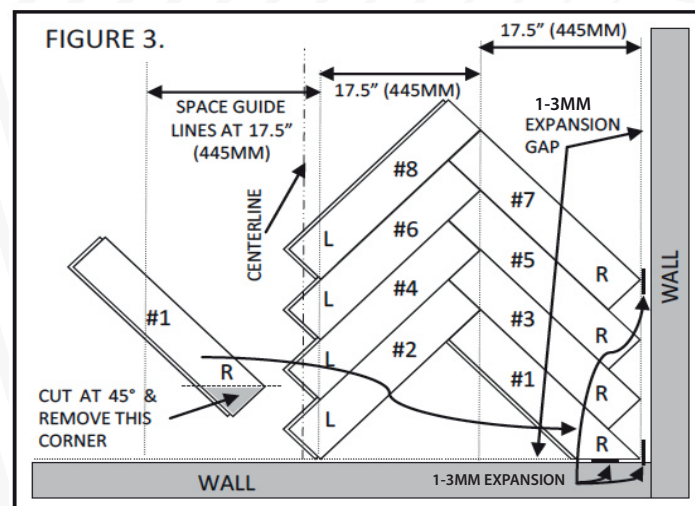 FIGURE 3.
17.5” (445MM)
17.5” (445MM)
SPACE GUIDE
LINES AT 17.5”
(445MM)
1-3MM
EXPANSION
GAP
CENTERLINE
#8
#7
L
#6
#5
R
L
#4
#3
R
L
#2
#1
R
L
R
#1
R
CUT AT 45° &
REMOVE THIS
CORNER
WALL
WALL
1-3MM EXPANSION